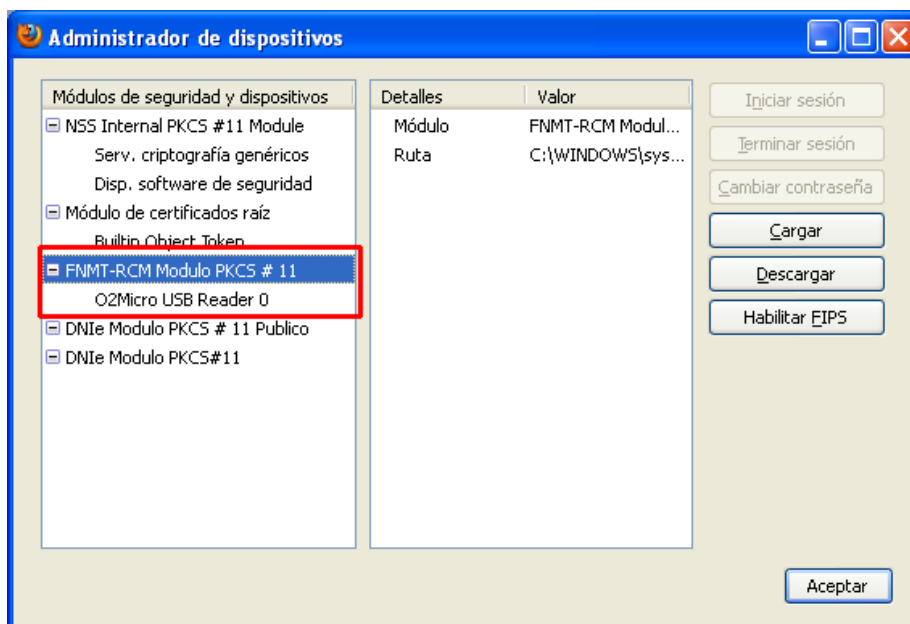 Administrador de dispositivos
Módulos de seguridad y dispositivos
NSS Internal PKCS #11 Module
Serv. criptografía genéricos
Disp. software de seguridad
Módulo de certificados raíz
Builtin Object Token
FNMT-RCM Modulo PKCS # 11
O2Micro USB Reader 0
DNIe Modulo PKCS # 11 Publico
DNIe Modulo PKCS#11
Detalles Valor
Módulo FNMT-RCM Modul...
Ruta C:\WINDOWS\sys...
Iniciar sesión
Terminar sesión
Cambiar contraseña
Cargar
Descargar
Habilitar FIPS
Aceptar